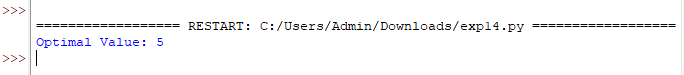 >>>
================== RESTART: C:/Users/Admin/Downloads/exp14.py ==================
Optimal Value: 5
>>>